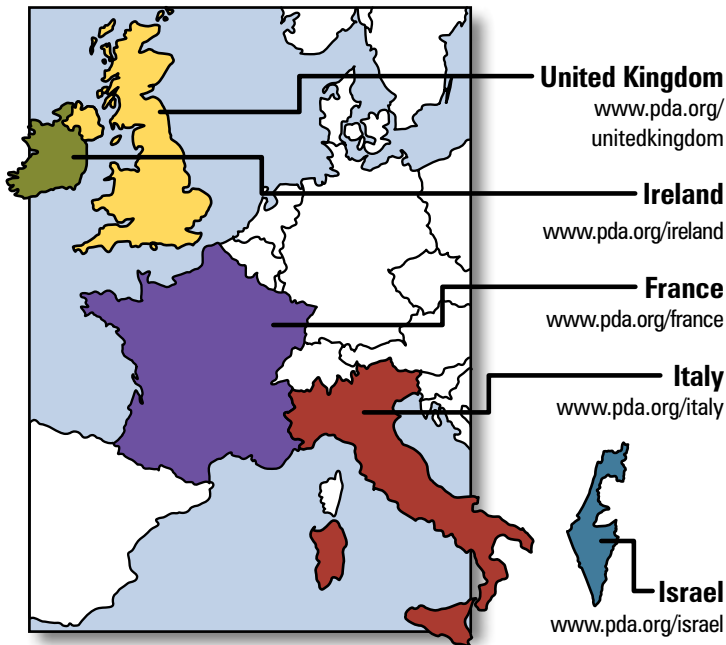 United Kingdom
www.pda.org/
unitedkingdom
Ireland
www.pda.org/ireland
France
www.pda.org/france
Italy
www.pda.org/italy
Israel
www.pda.org/israel